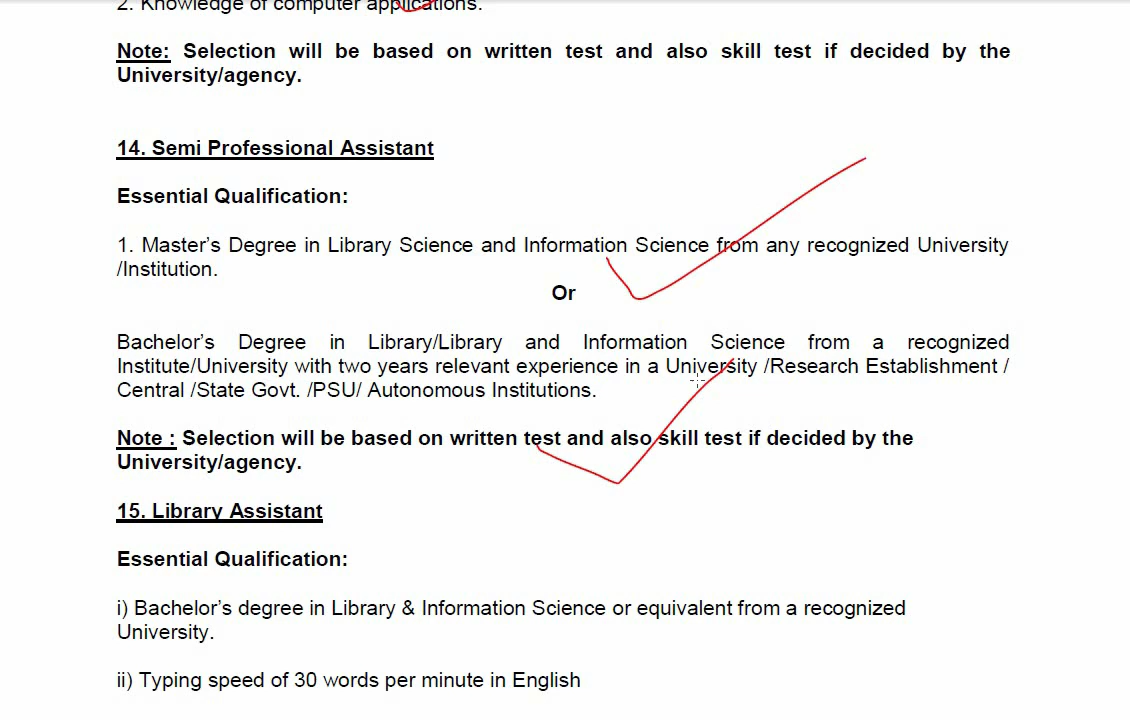 2. Knowledge of computer applications.
Note: Selection will be based on written test and also skill test if decided by the
University/agency.
14. Semi Professional Assistant
Essential Qualification:
1. Master's Degree in Library Science and Information Science from any recognized University
/Institution.
Or
Bachelor's Degree in Library/Library and Information Science from a recognized
Institute/University with two years relevant experience in a University /Research Establishment /
Central /State Govt. /PSU/ Autonomous Institutions.
Note : Selection will be based on written test and also skill test if decided by the
University/agency.
15. Library Assistant
Essential Qualification:
i) Bachelor's degree in Library & Information Science or equivalent from a recognized
University.
ii) Typing speed of 30 words per minute in English